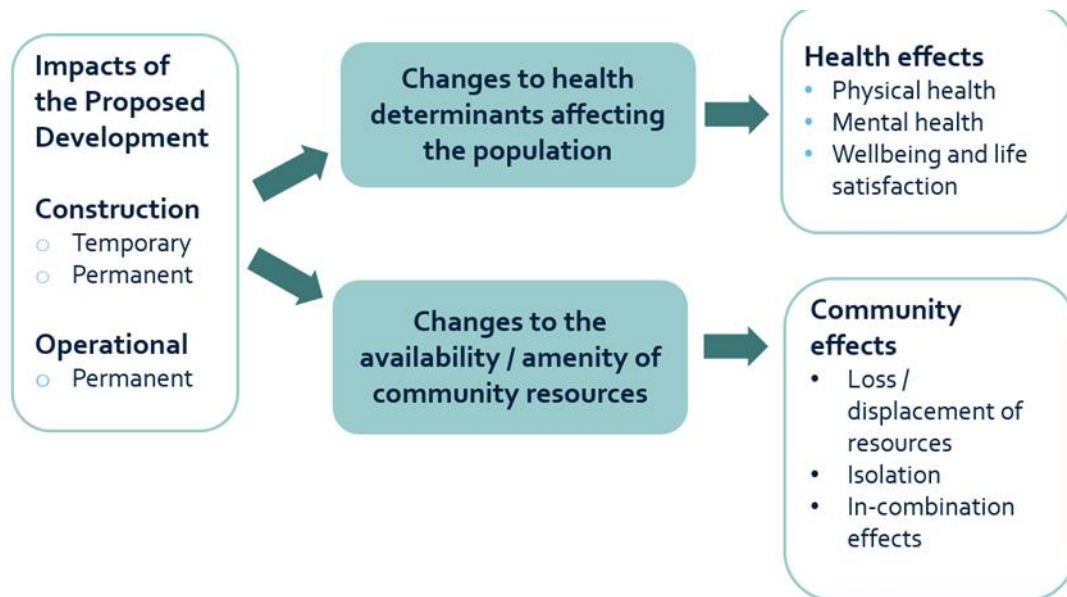 Impacts of
the Proposed
Development
Construction
Temporary
Permanent
Operational
Permanent
Changes to health
determinants affecting
the population
Health effects
Physical health
Mental health
Wellbeing and life
satisfaction
Changes to the
availability / amenity of
community resources
Community
effects
Loss /
displacement of
resources
Isolation
In-combination
effects